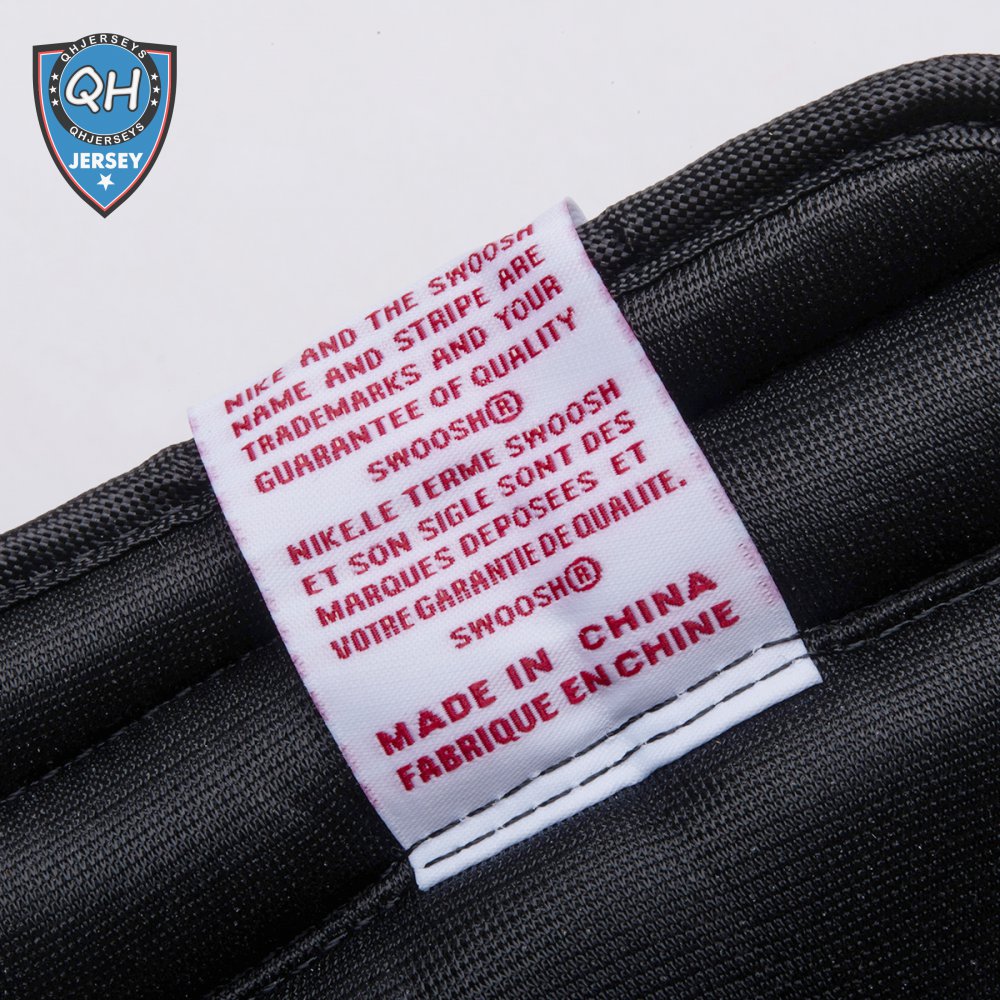 QHJERSEYS
QH
QHJERSEYS
JERSEY
NIKE AND THE SWOOSH
NAME AND STRIPE ARE
TRADEMARKS AND YOUR
GUARANTEE OF QUALITY
SWOOSH®
NIKE.LE TERME SWOOSH
ET SON SIGLE SONT DES
MARQUES DEPOSEES ET
VOTRE GARANTIE DE QUALITE.
SWOOSH®
MADE IN CHINA
FABRIQUE EN CHINE